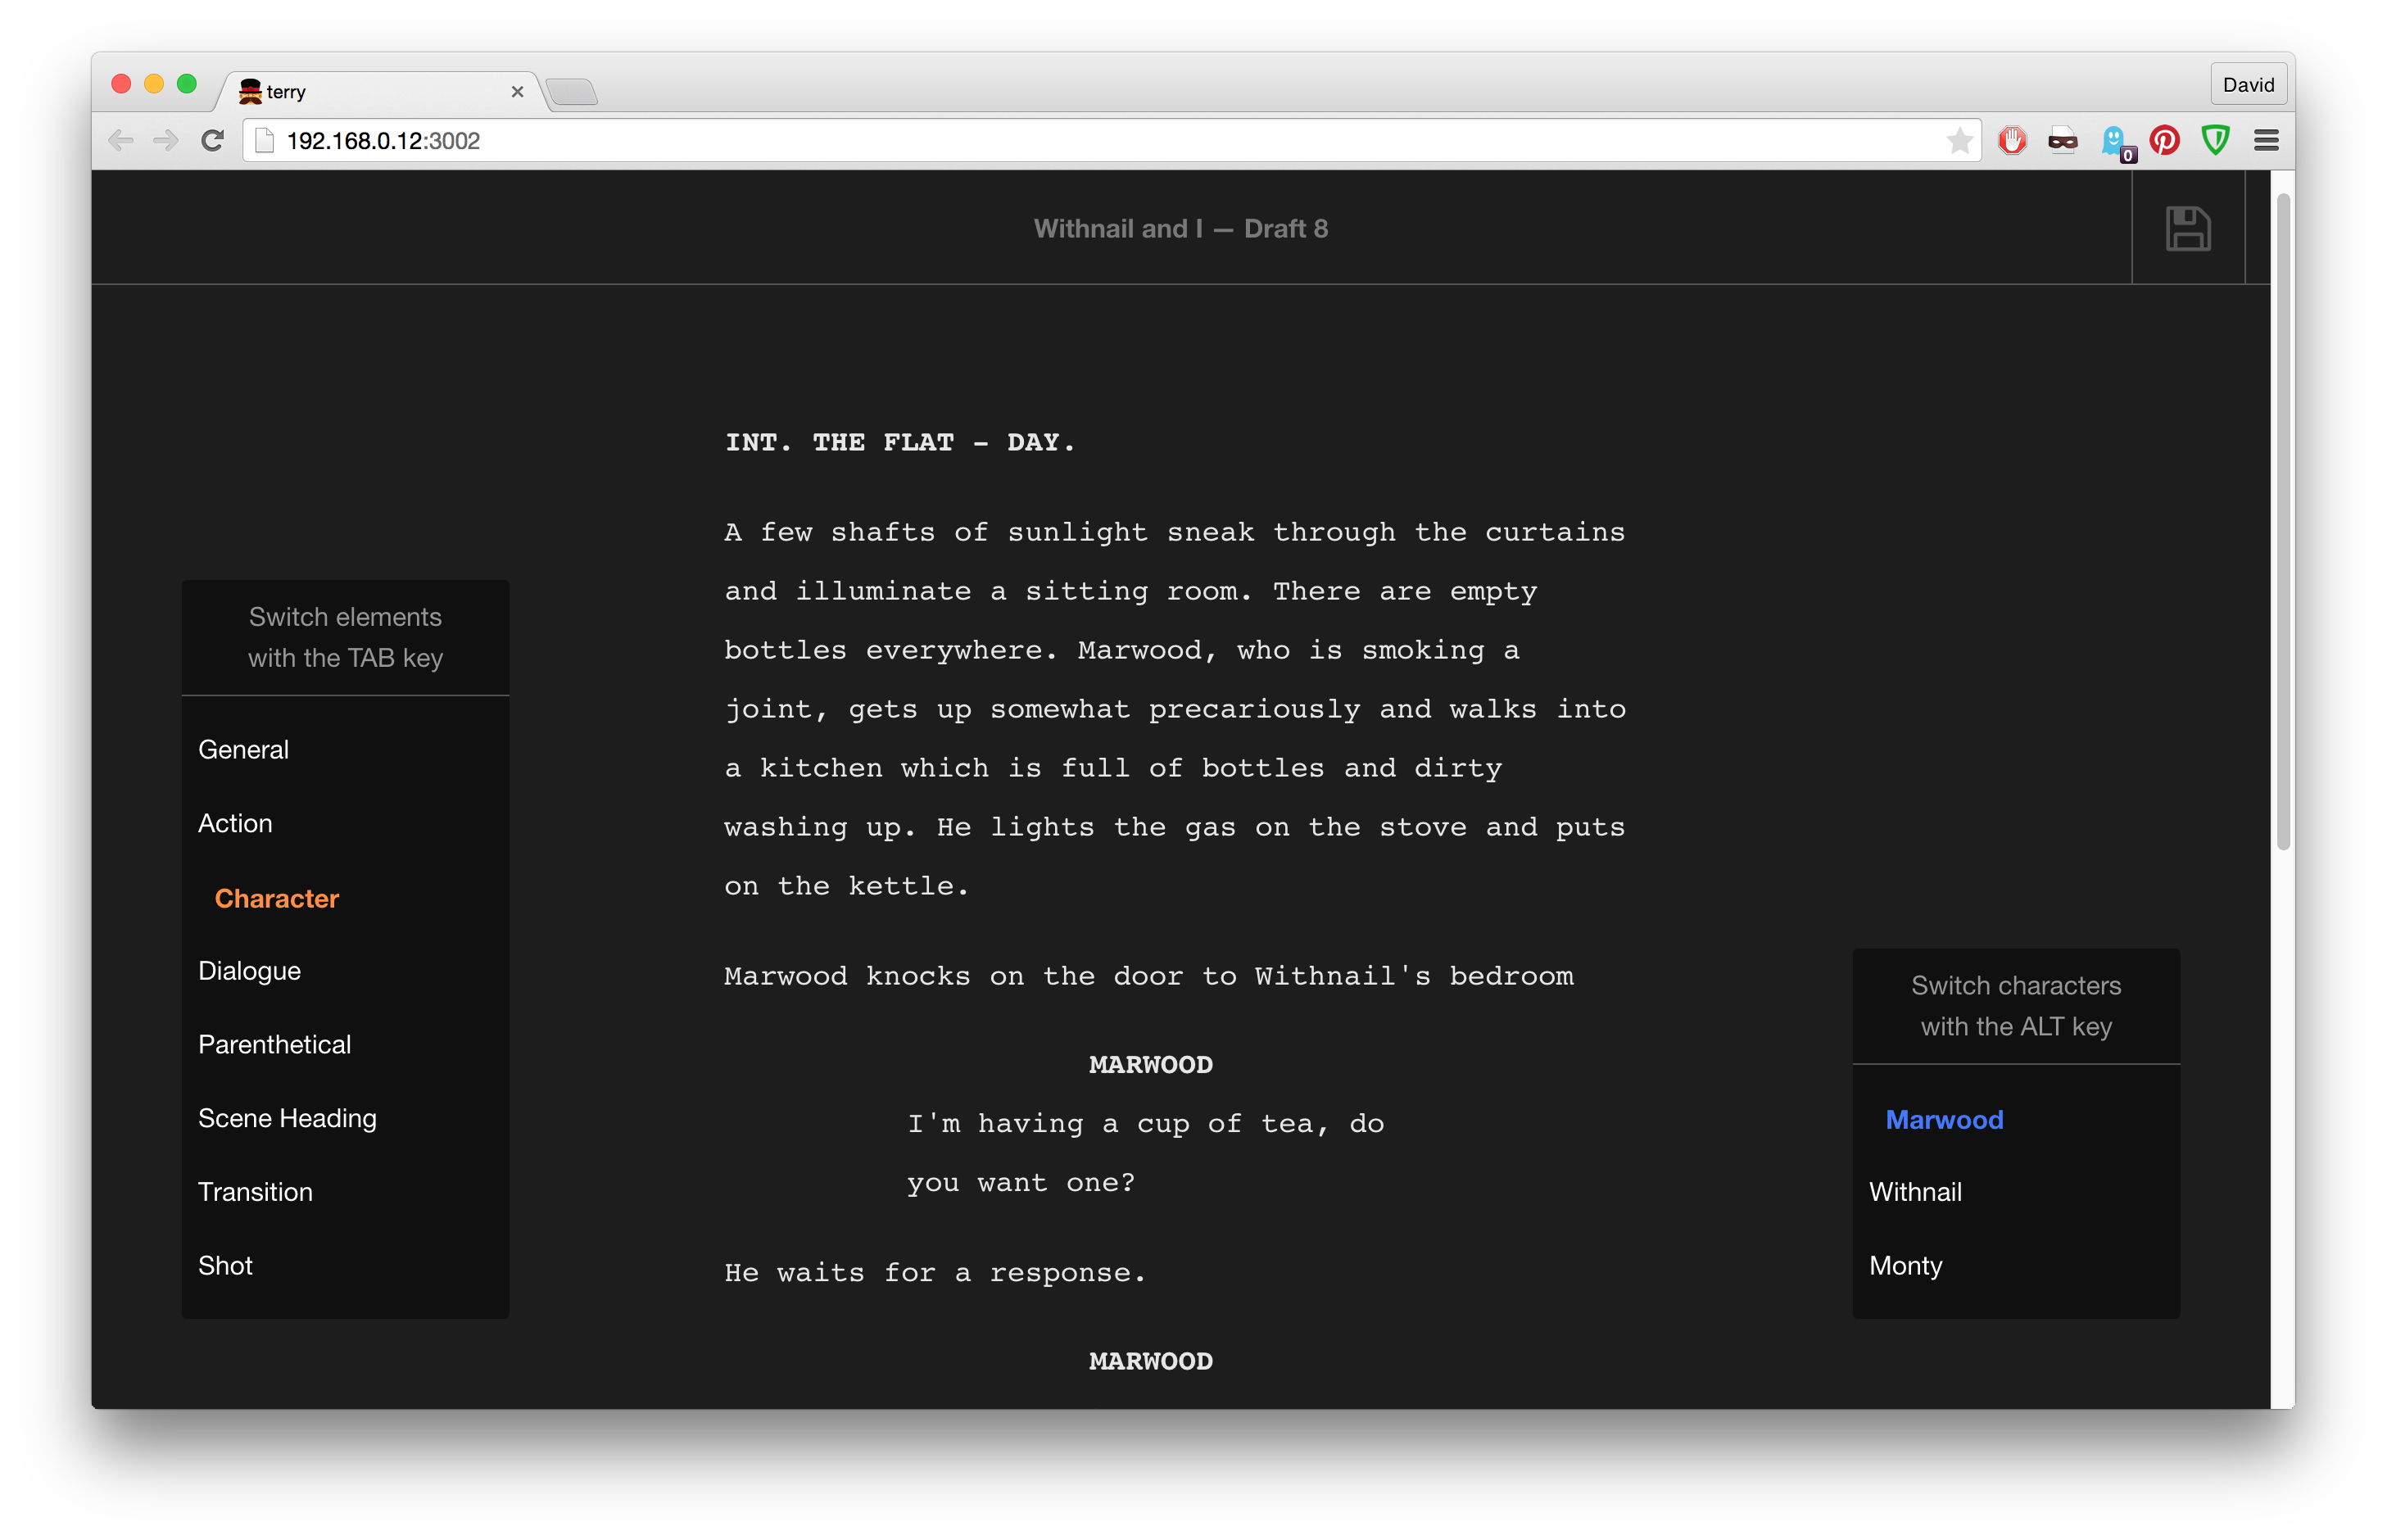 terry
David
192.168.0.12:3002
0
Withnail and I — Draft 8
INT. THE FLAT - DAY.
A few shafts of sunlight sneak through the curtains
and illuminate a sitting room. There are empty
bottles everywhere. Marwood, who is smoking a
joint, gets up somewhat precariously and walks into
a kitchen which is full of bottles and dirty
washing up. He lights the gas on the stove and puts
on the kettle.
Marwood knocks on the door to Withnail's bedroom
MARWOOD
I'm having a cup of tea, do
you want one?
He waits for a response.
MARWOOD
Switch elements
with the TAB key
General
Action
Character
Dialogue
Parenthetical
Scene Heading
Transition
Shot
Switch characters
with the ALT key
Marwood
Withnail
Monty